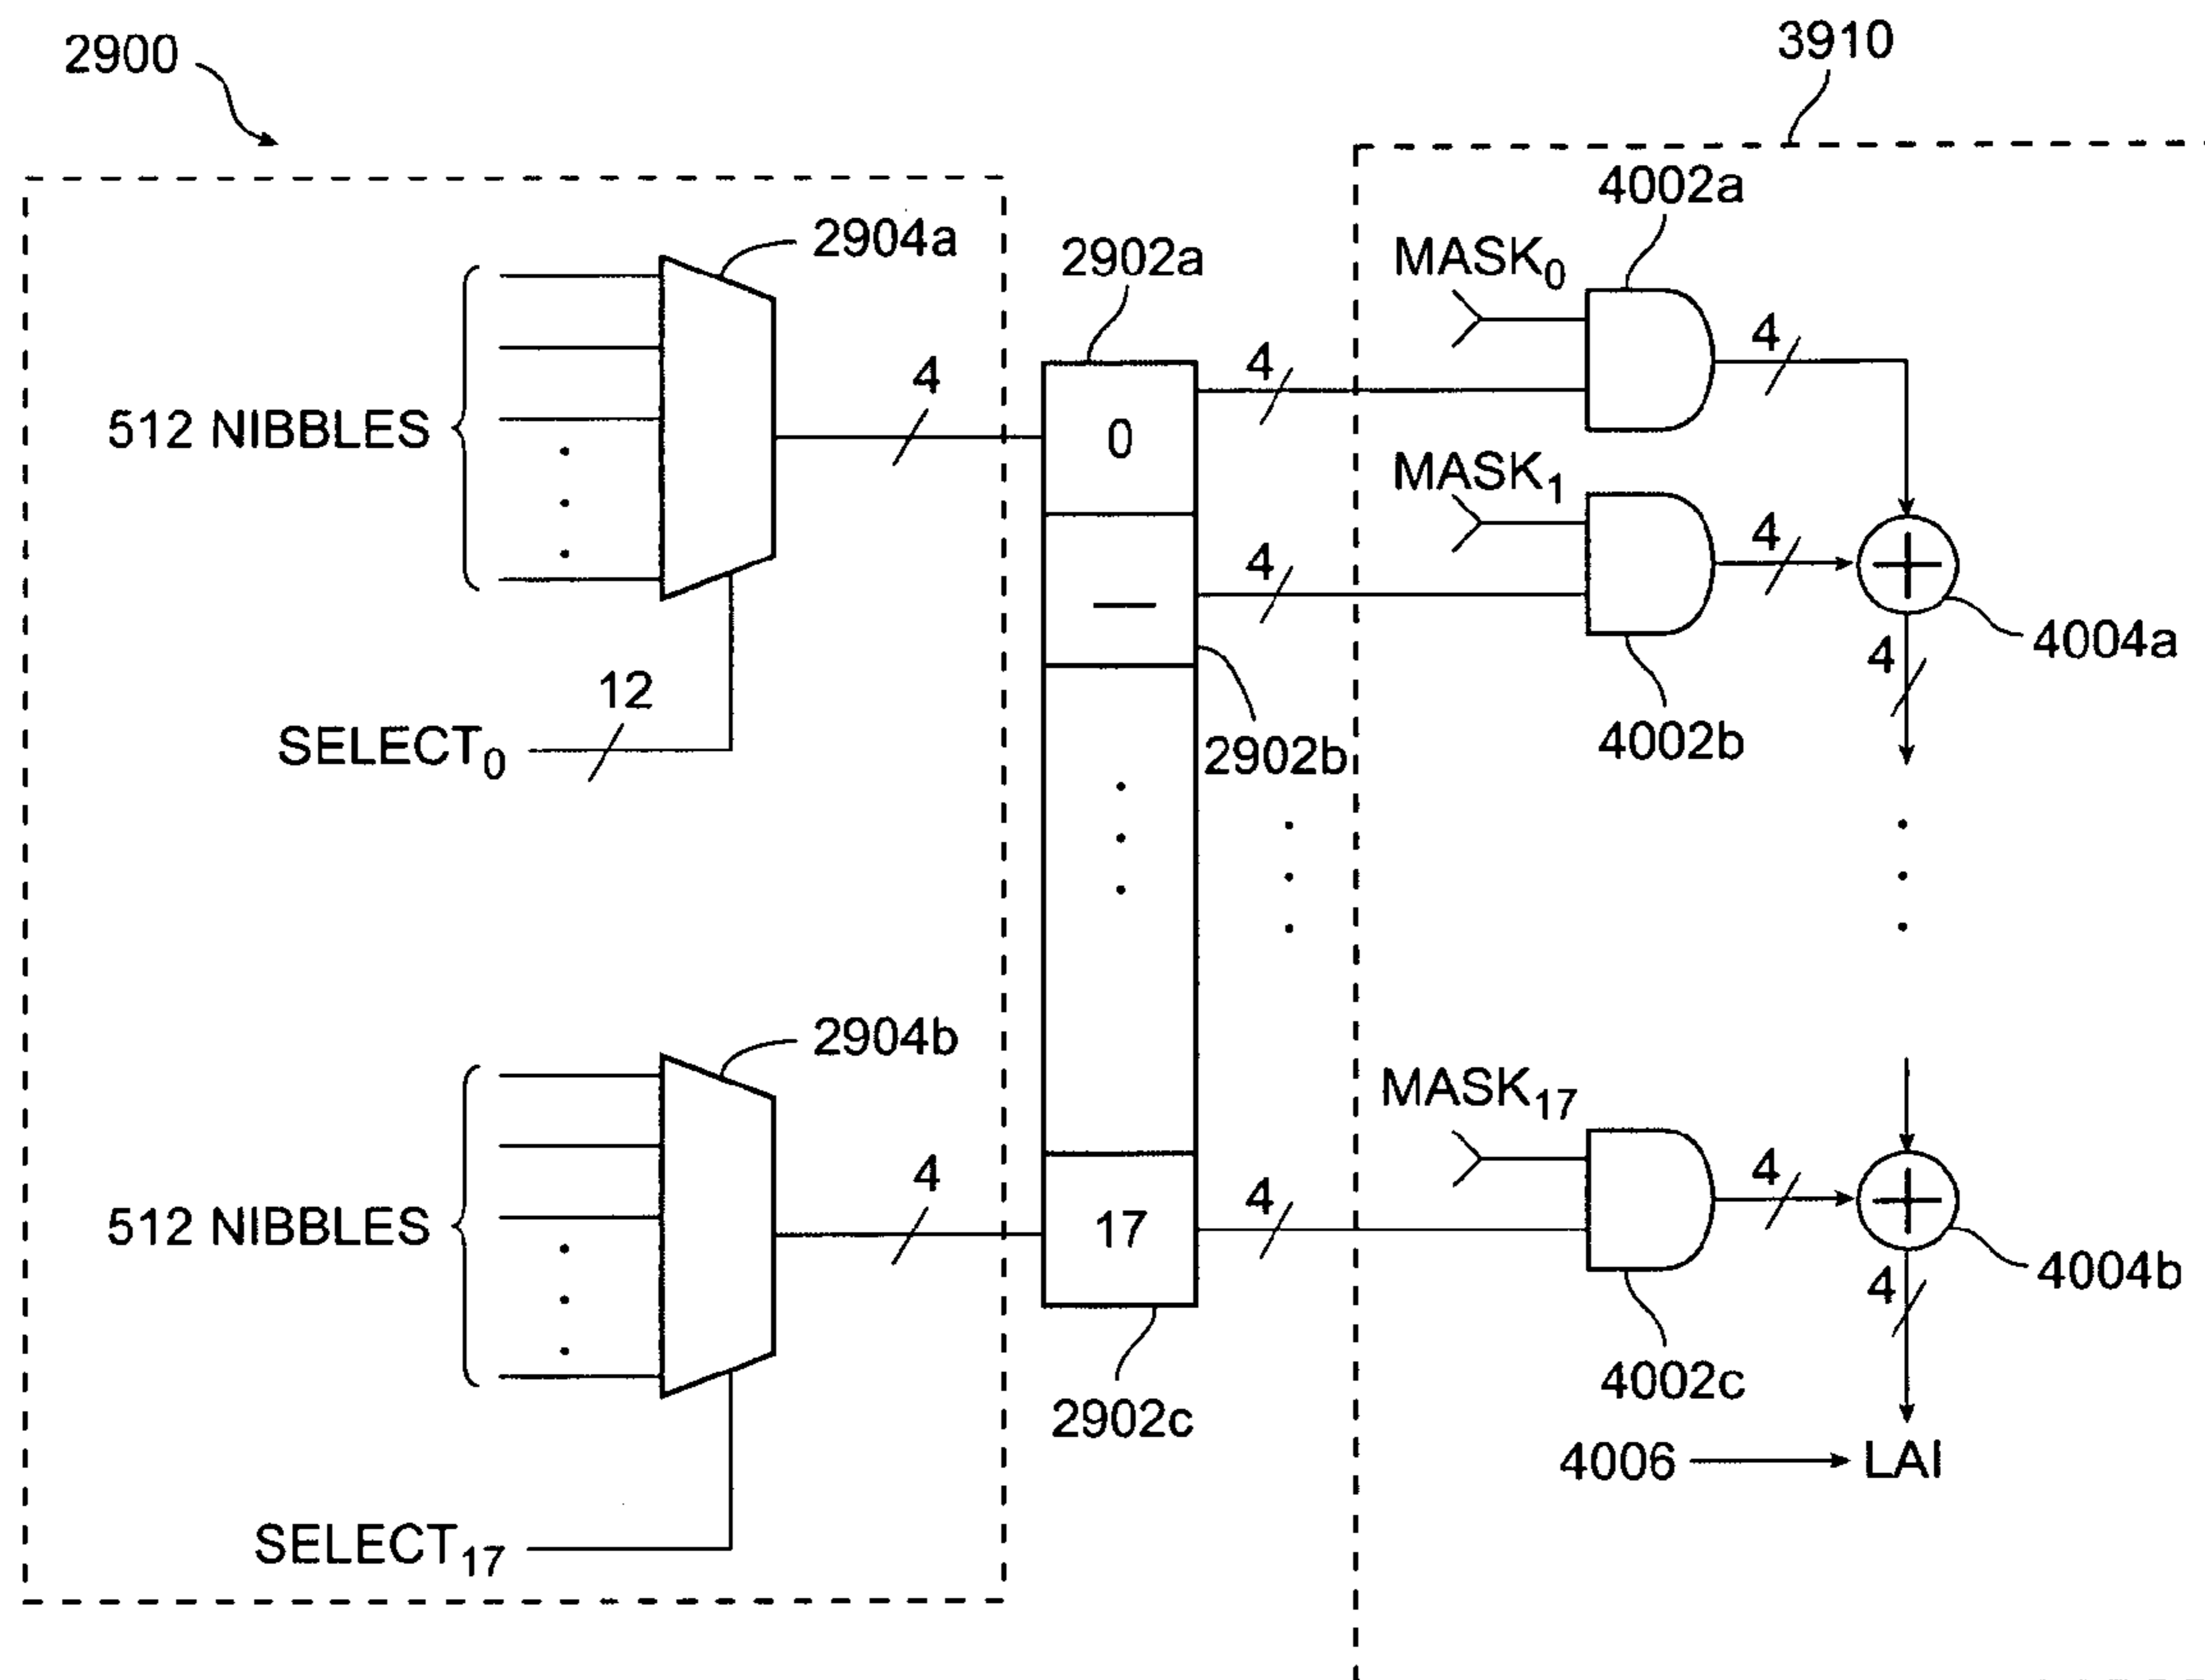 2900
3910
4002a
2904a
2902a
MASK0
4
4
4
512 NIBBLES
0
MASK1
4
4
4004a
4
12
SELECT0
2902b
4002b
2904b
MASK17
4
4
4
512 NIBBLES
17
4004b
4
4002c
2902c
4006
LAI
SELECT17